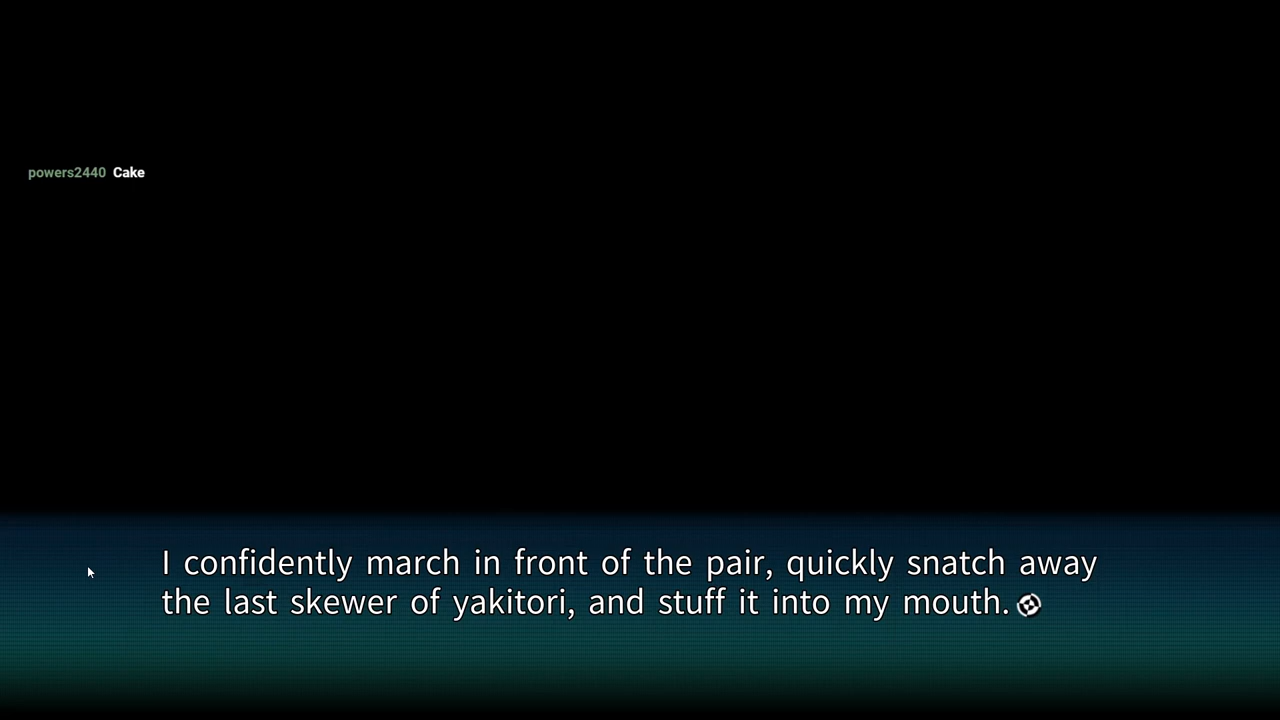 powers2440 Cake
I confidently march in front of the pair, quickly snatch away
the last skewer of yakitori, and stuff it into my mouth.